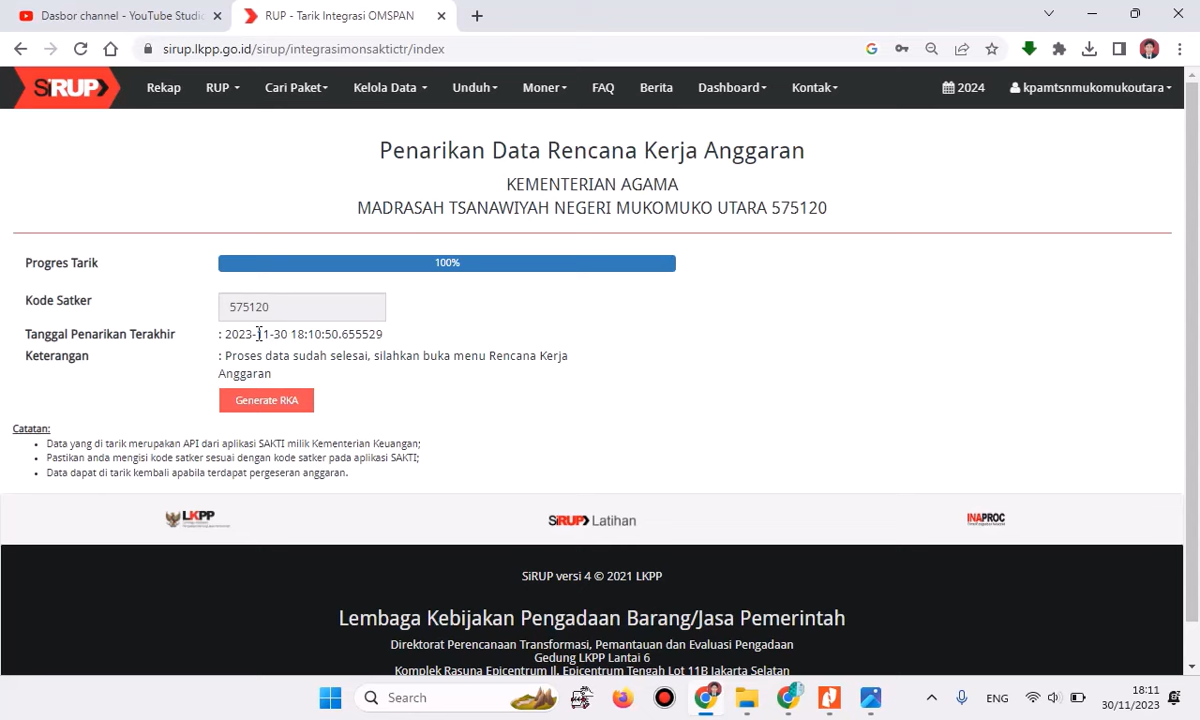 Dasbor channel - YouTube Studi
RUP - Tarik Integrasi OMSPAN
sirup.lkpp.go.id/sirup/integrasimonsaktictr/index
SiRUP Rekap RUP Cari Paket Kelola Data Unduh Moner FAQ Berita Dashboard Kontak 2024 kpamtsnmukomukoutara
Penarikan Data Rencana Kerja Anggaran
KEMENTERIAN AGAMA
MADRASAH TSANAWIYAH NEGERI MUKOMUKO UTARA 575120
Progres Tarik 100%
Kode Satker 575120
Tanggal Penarikan Terakhir : 2023-11-30 18:10:50.655529
Keterangan : Proses data sudah selesai, silahkan buka menu Rencana Kerja
Anggaran
Generate RKA
Catatan:
Data yang di tarik merupakan API dari aplikasi SAKTI milik Kementerian Keuangan;
Pastikan anda mengisi kode satker sesuai dengan kode satker pada aplikasi SAKTI;
Data dapat di tarik kembali apabila terdapat pergeseran anggaran.
LKPP SiRUP Latihan INAPROC
SiRUP versi 4 © 2021 LKPP
Lembaga Kebijakan Pengadaan Barang/Jasa Pemerintah
Direktorat Perencanaan Transformasi, Pemantauan dan Evaluasi Pengadaan
Gedung LKPP Lantai 6
Komplek Rasuna Epicentrum Jl. Epicentrum Tengah Lot 11B Jakarta Selatan
Search ENG 18:11
30/11/2023